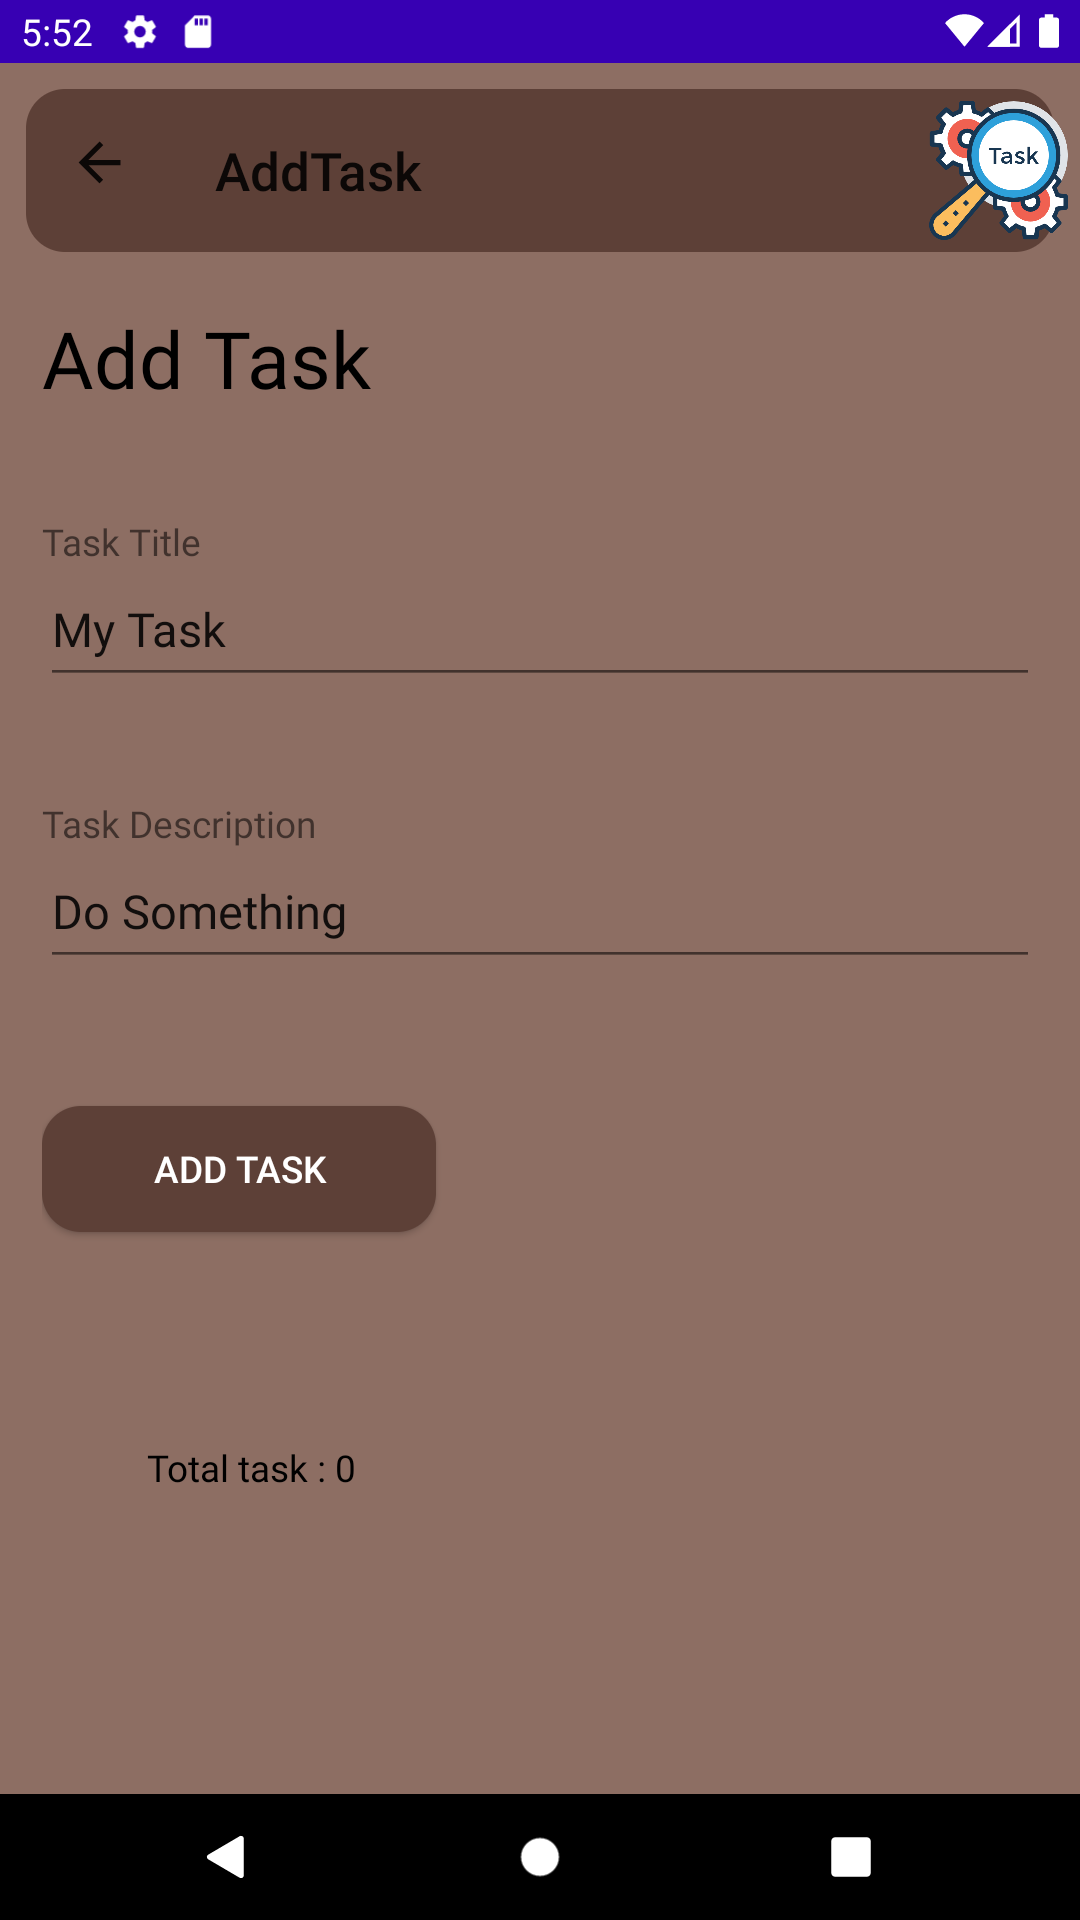 5:52
AddTask
Task
Add Task
Task Title
My Task
Task Description
Do Something
ADD TASK
Total task : 0